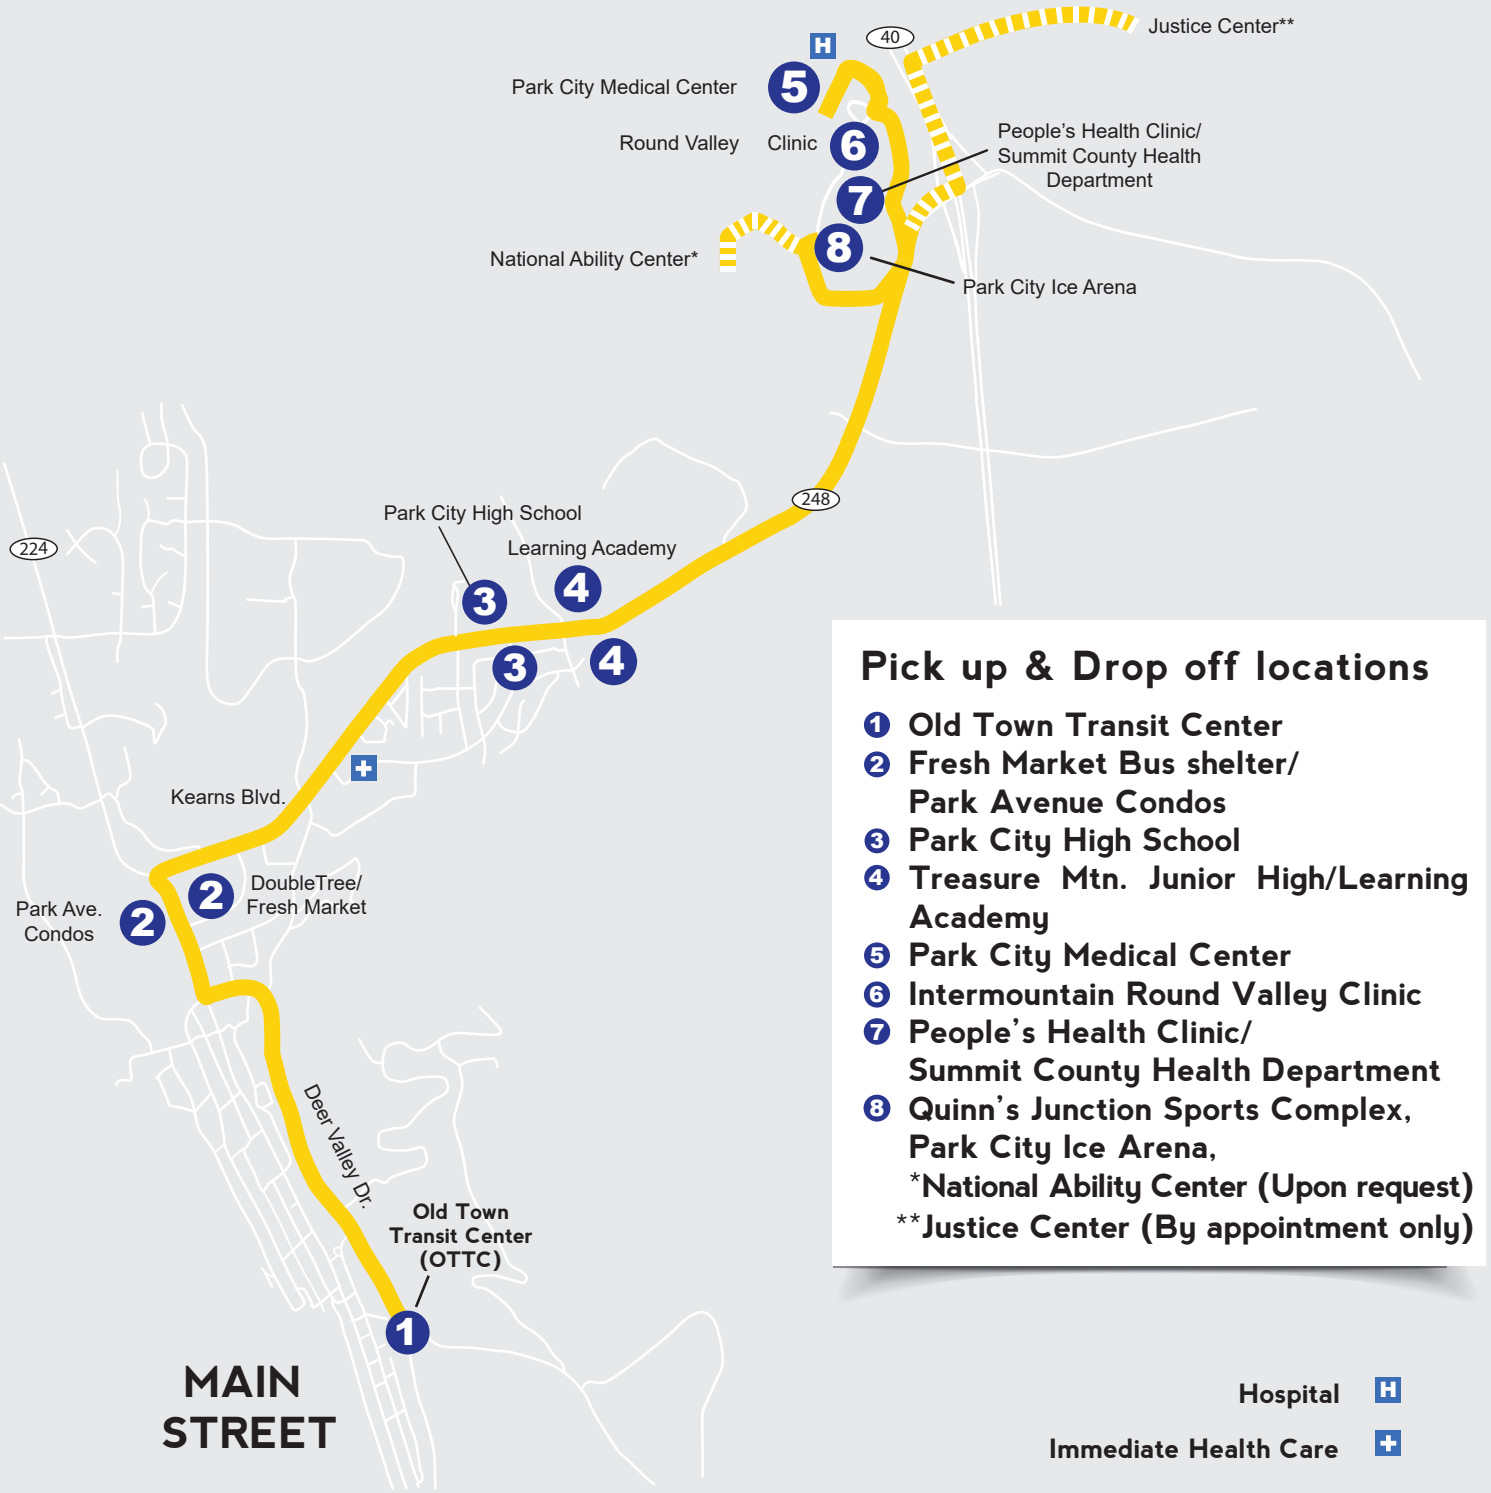 40
Justice Center**
H
Park City Medical Center
5
Round Valley Clinic
6
People's Health Clinic/
Summit County Health
Department
7
National Ability Center*
8
Park City Ice Arena
248
Park City High School
224
Learning Academy
3
4
3
4
Kearns Blvd.
DoubleTree/
Fresh Market
2
Park Ave.
Condos
2
Deer Valley Dr.
Old Town
Transit Center
(OTTC)
1
MAIN
STREET
Pick up & Drop off locations
1 Old Town Transit Center
2 Fresh Market Bus shelter/
Park Avenue Condos
3 Park City High School
4 Treasure Mtn. Junior High/Learning
Academy
5 Park City Medical Center
6 Intermountain Round Valley Clinic
7 People's Health Clinic/
Summit County Health Department
8 Quinn's Junction Sports Complex,
Park City Ice Arena,
*National Ability Center (Upon request)
**Justice Center (By appointment only)
Hospital H
Immediate Health Care